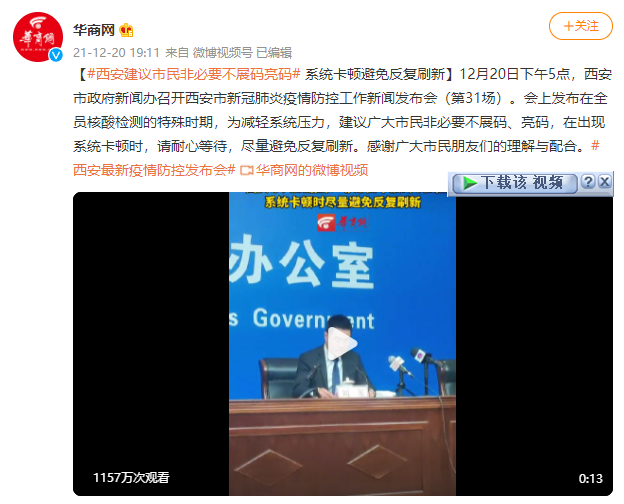 華商网
华商网
+关注
21-12-20 19:11 来自 微博视频号 已编辑
【#西安建议市民非必要不展码亮码# 系统卡顿避免反复刷新】12月20日下午5点，西安
市政府新闻办召开西安市新冠肺炎疫情防控工作新闻发布会（第31场）。会上发布在全
员核酸检测的特殊时期，为减轻系统压力，建议广大市民非必要不展码、亮码，在出现
系统卡顿时，请耐心等待，尽量避免反复刷新。感谢广大市民朋友们的理解与配合。#
西安最新疫情防控发布会# 华商网的微博视频
下载该 视频 ? X
系统卡顿时尽量避免反复刷新
華商网
办公室
s Government
1157万次观看
0:13